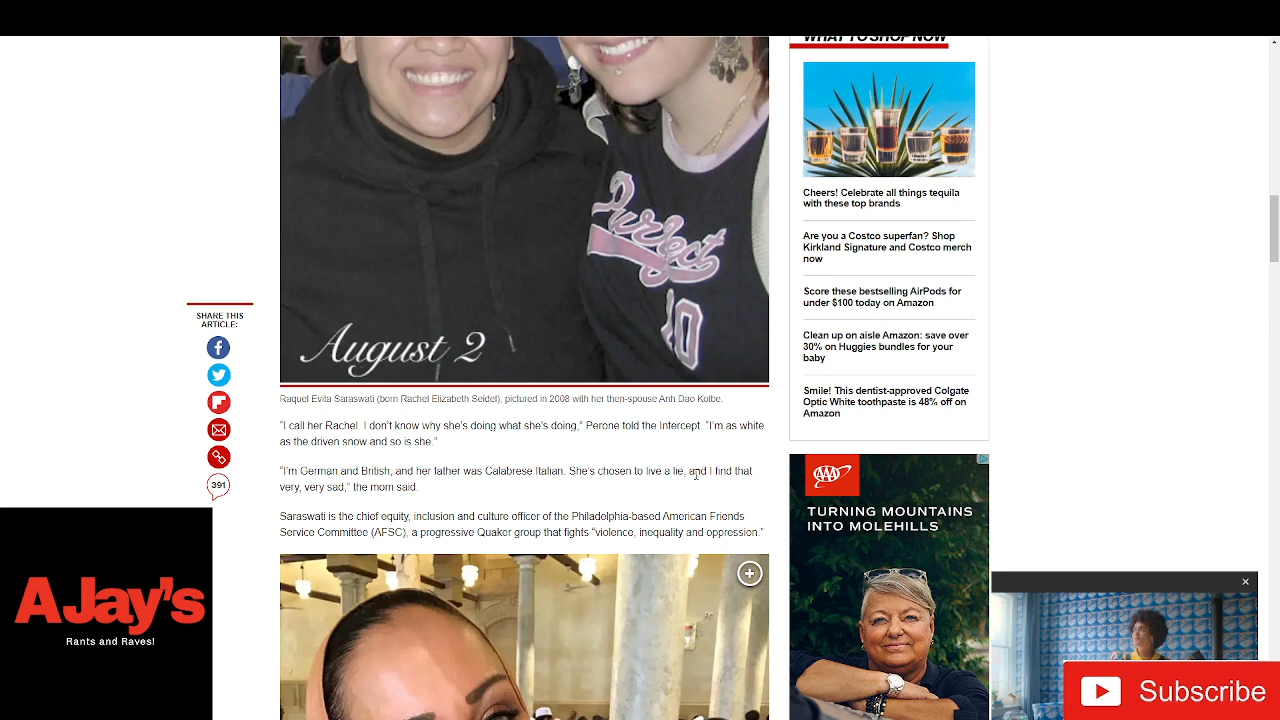 WHAT TO SHOP NOW
Purrfect
10
August 2
Cheers! Celebrate all things tequila
with these top brands
Are you a Costco superfan? Shop
Kirkland Signature and Costco merch
now
Score these bestselling AirPods for
under $100 today on Amazon
Clean up on aisle Amazon: save over
30% on Huggies bundles for your
baby
Smile! This dentist-approved Colgate
Optic White toothpaste is 48% off on
Amazon
SHARE THIS
ARTICLE:
391
Raquel Evita Saraswati (born Rachel Elizabeth Seidel), pictured in 2008 with her then-spouse Anh Dao Kolbe.
“I call her Rachel. I don’t know why she’s doing what she’s doing,” Perone told the Intercept. “I’m as white
as the driven snow and so is she.”
“I’m German and British, and her father was Calabrese Italian. She’s chosen to live a lie, and I find that
very, very sad,” the mom said.
Saraswati is the chief equity, inclusion and culture officer of the Philadelphia-based American Friends
Service Committee (AFSC), a progressive Quaker group that fights “violence, inequality and oppression.”
AAA
TURNING MOUNTAINS
INTO MOLEHILLS
AJay's
Rants and Raves!
Subscribe